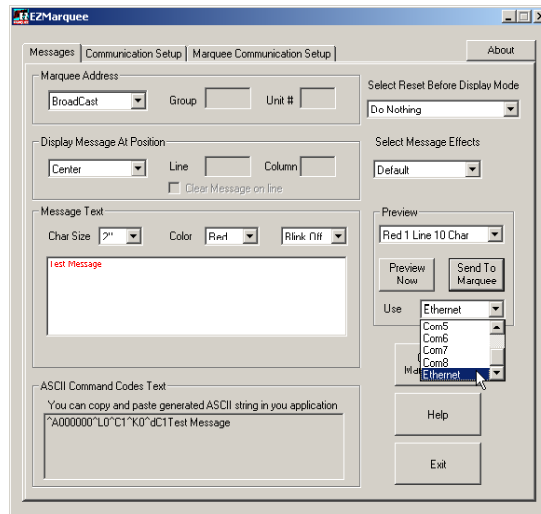 EZMarquee
Messages Communication Setup Marquee Communication Setup About
Marquee Address
BroadCast Group Unit #
Select Reset Before Display Mode
Do Nothing
Display Message At Position
Center Line Column
Clear Message on line
Select Message Effects
Default
Message Text
Char Size 2" Color Red Blink Off
Test Message
Preview
Red 1 Line 10 Char
Preview Now
Send To Marquee
Use Ethernet
Com5
Com6
Com7
Com8
Ethernet
ASCII Command Codes Text
You can copy and paste generated ASCII string in you application
^A000000^L0^C1^K0^dC1Test Message
Help
Exit